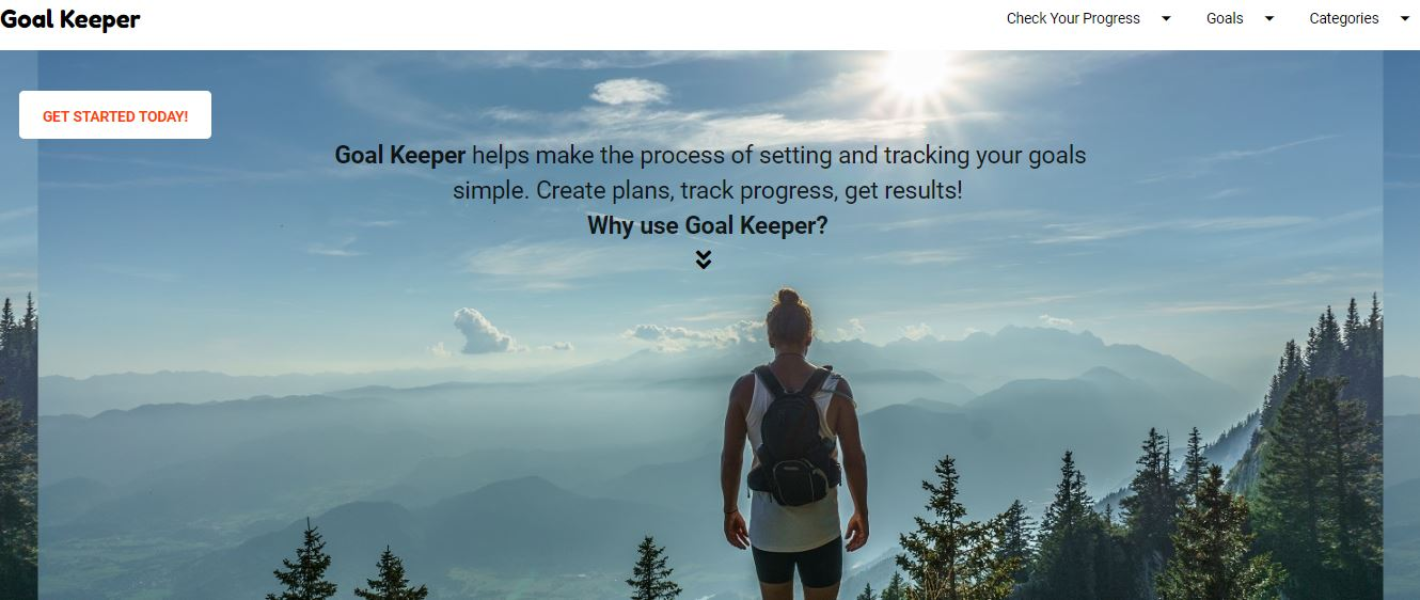 Goal Keeper
Check Your Progress
Goals
Categories
GET STARTED TODAY!
Goal Keeper helps make the process of setting and tracking your goals
simple. Create plans, track progress, get results!
Why use Goal Keeper?